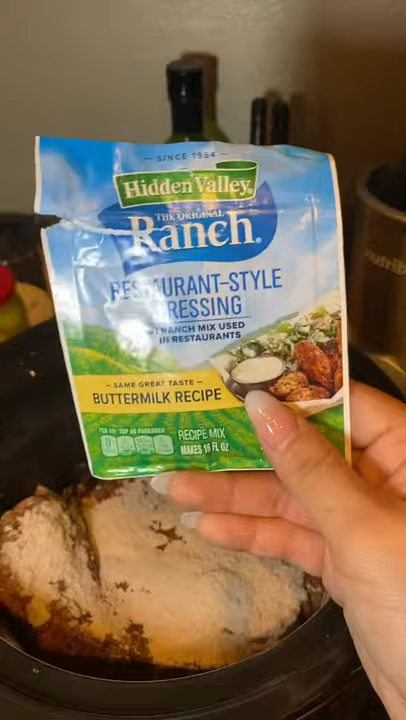 — SINCE 1954 —
Hidden Valley®
THE ORIGINAL
Ranch®
RESTAURANT-STYLE
DRESSING
#1 RANCH MIX USED
IN RESTAURANTS
— SAME GREAT TASTE —
BUTTERMILK RECIPE
RECIPE MIX
MAKES 16 FL OZ